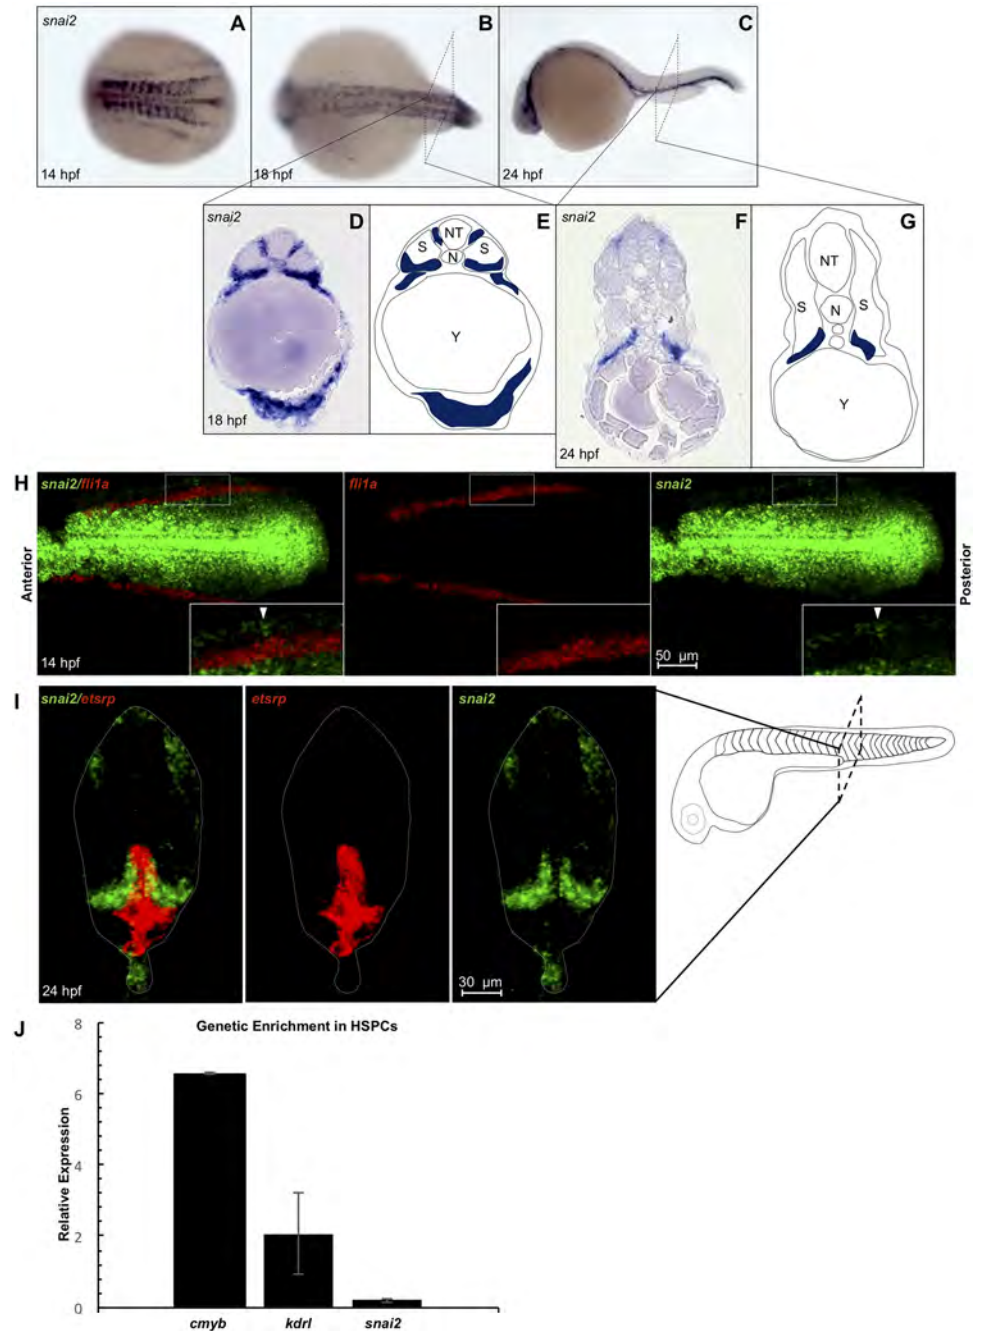 snai2 A B C
14 hpf 18 hpf 24 hpf
snai2 D E snai2 F G
S NT S
N
Y
NT
S N S
Y
18 hpf
24 hpf
H snai2/fli1a fli1a snai2
Anterior
Posterior
14 hpf 50 µm
I snai2/etsrp etsrp snai2
24 hpf 30 µm
J Genetic Enrichment in HSPCs
Relative Expression
8
6
4
2
0
cmyb kdrl snai2